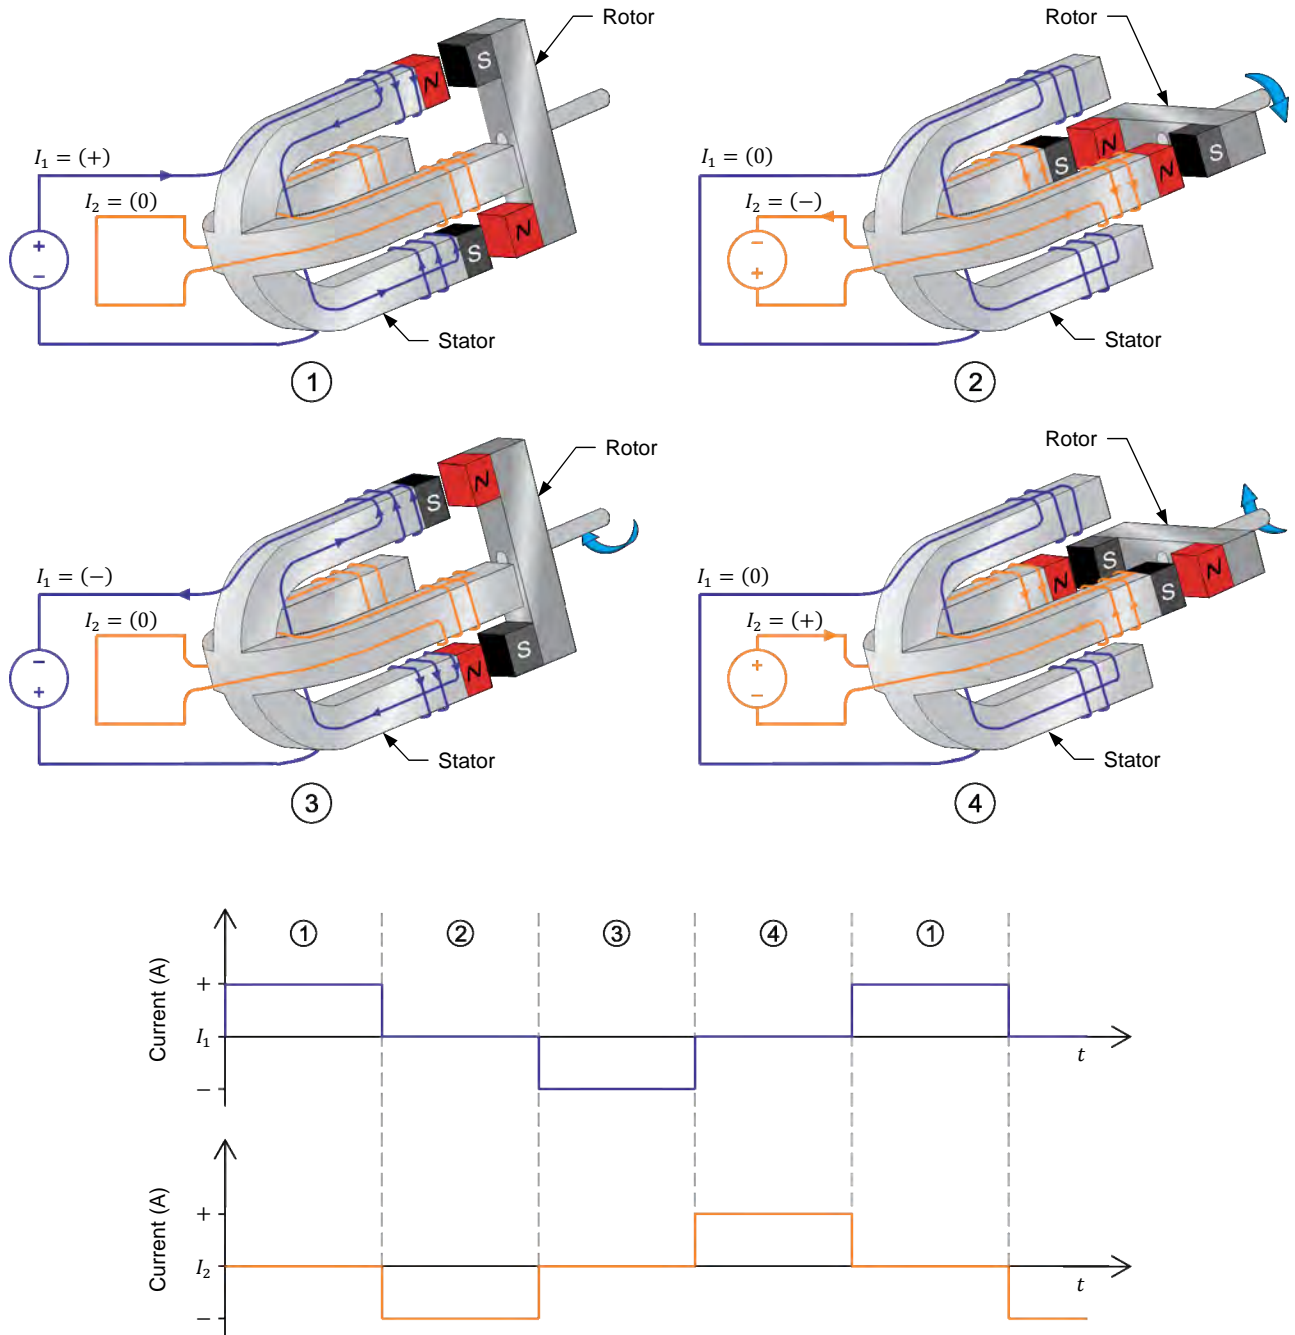 Rotor
N S
I₁ = (+)
I₂ = (0)
+
−
N
S
Stator
1
Rotor
I₁ = (0)
I₂ = (−)
−
+
S N
N S
Stator
2
Rotor
S N
I₁ = (−)
I₂ = (0)
−
+
N S
Stator
3
Rotor
I₁ = (0)
I₂ = (+)
+
−
N S
S N
Stator
4
1 2 3 4 1
Current (A)
+
I₁
−
t
Current (A)
+
I₂
−
t